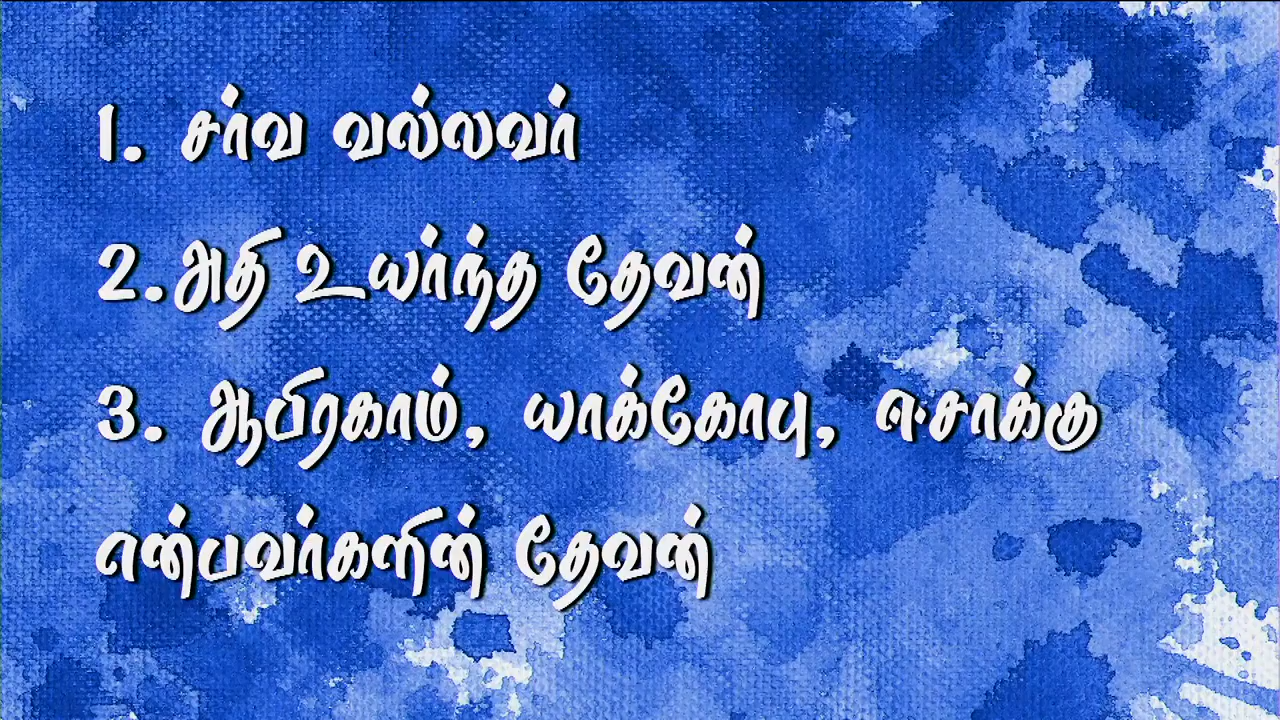 1. சர்வ வல்லவர்
2.அதி உயர்ந்த தேவன்
3. ஆபிரகாம், யாக்கோபு, ஈசாக்கு
என்பவர்களின் தேவன்